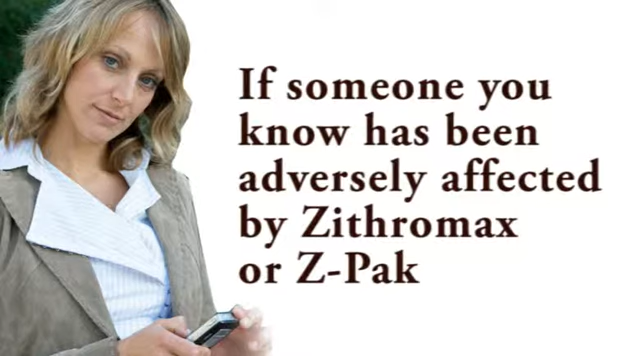 If someone you
know has been
adversely affected
by Zithromax
or Z-Pak